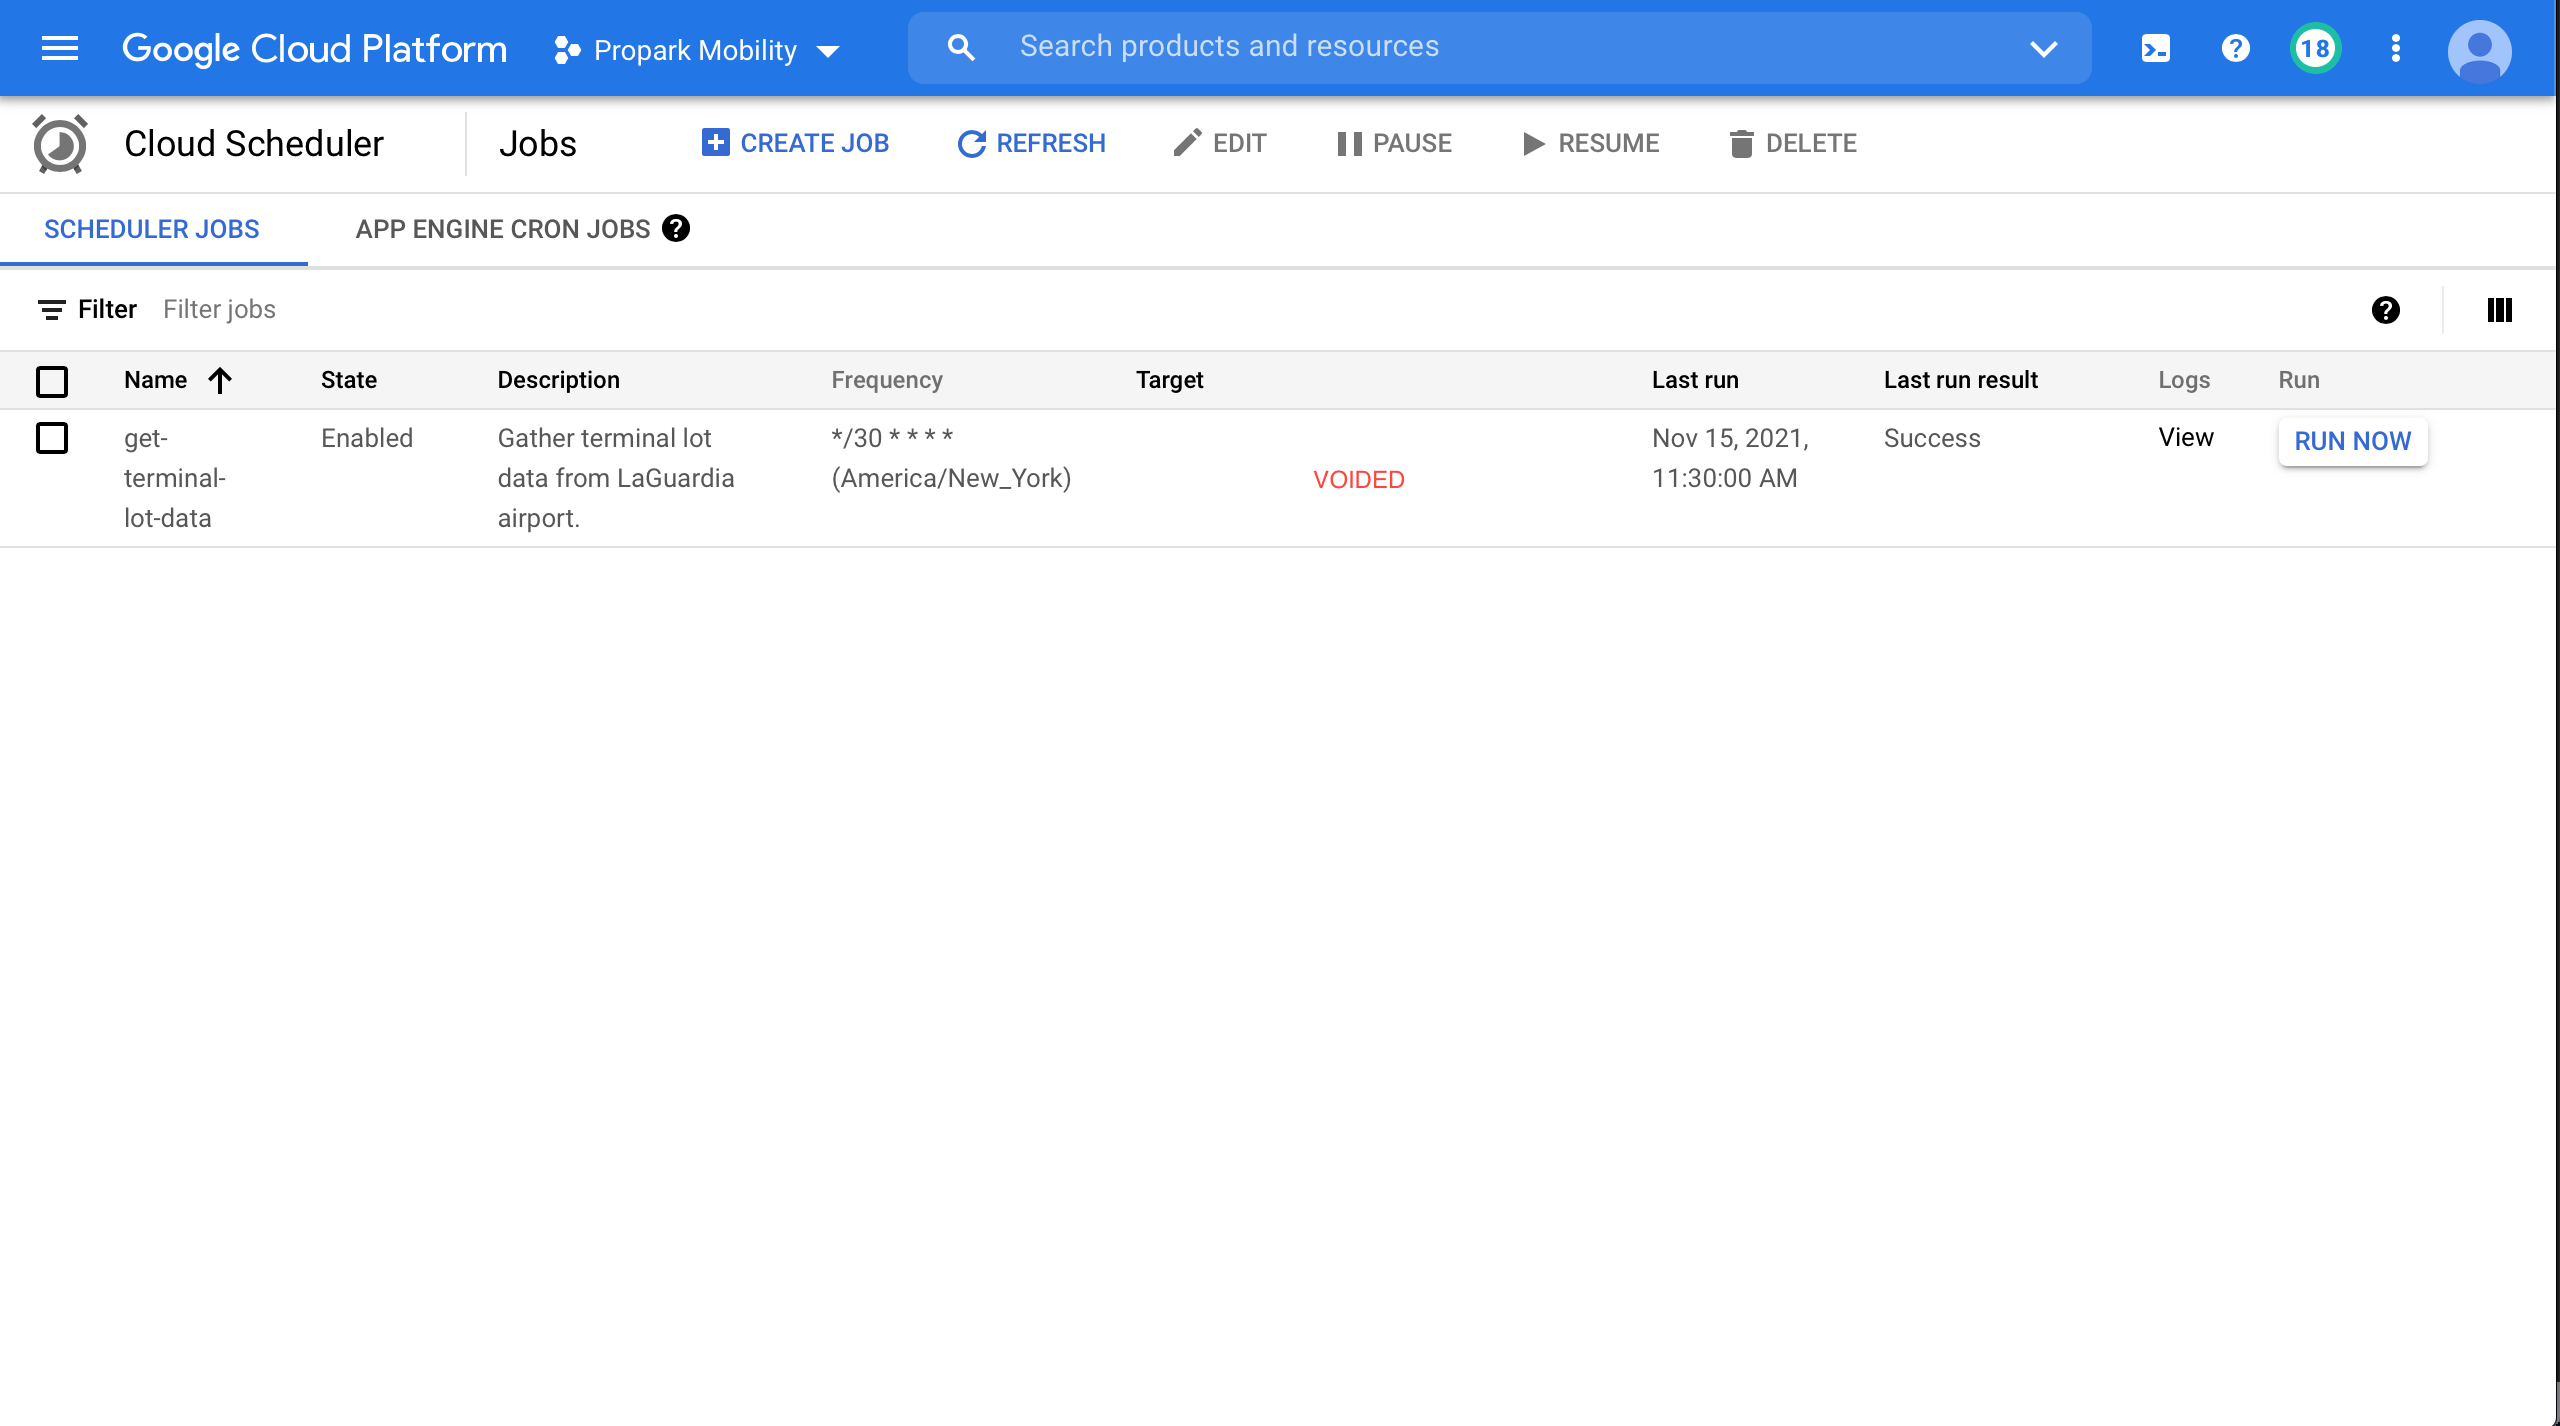 Google Cloud Platform Propark Mobility Search products and resources 18
Cloud Scheduler Jobs CREATE JOB REFRESH EDIT PAUSE RESUME DELETE
SCHEDULER JOBS APP ENGINE CRON JOBS
Filter Filter jobs
Name State Description Frequency Target Last run Last run result Logs Run
get- Enabled Gather terminal lot */30 * * * * Nov 15, 2021, Success View RUN NOW
terminal- data from LaGuardia (America/New_York) VOIDED 11:30:00 AM
lot-data airport.